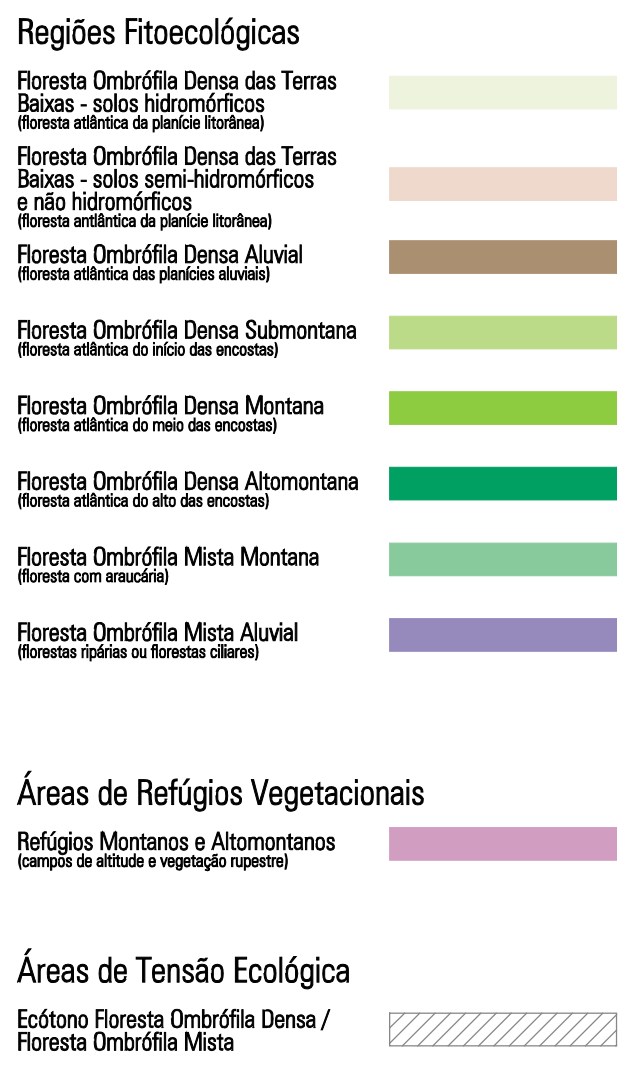 Regiões Fitoecológicas
Floresta Ombrófila Densa das Terras
Baixas - solos hidromórficos
(floresta atlântica da planície litorânea)
Floresta Ombrófila Densa das Terras
Baixas - solos semi-hidromórficos
e não hidromórficos
(floresta antlântica da planície litorânea)
Floresta Ombrófila Densa Aluvial
(floresta atlântica das planícies aluviais)
Floresta Ombrófila Densa Submontana
(floresta atlântica do início das encostas)
Floresta Ombrófila Densa Montana
(floresta atlântica do meio das encostas)
Floresta Ombrófila Densa Altomontana
(floresta atlântica do alto das encostas)
Floresta Ombrófila Mista Montana
(floresta com araucária)
Floresta Ombrófila Mista Aluvial
(florestas ripárias ou florestas ciliares)
Áreas de Refúgios Vegetacionais
Refúgios Montanos e Altomontanos
(campos de altitude e vegetação rupestre)
Áreas de Tensão Ecológica
Ecótono Floresta Ombrófila Densa /
Floresta Ombrófila Mista